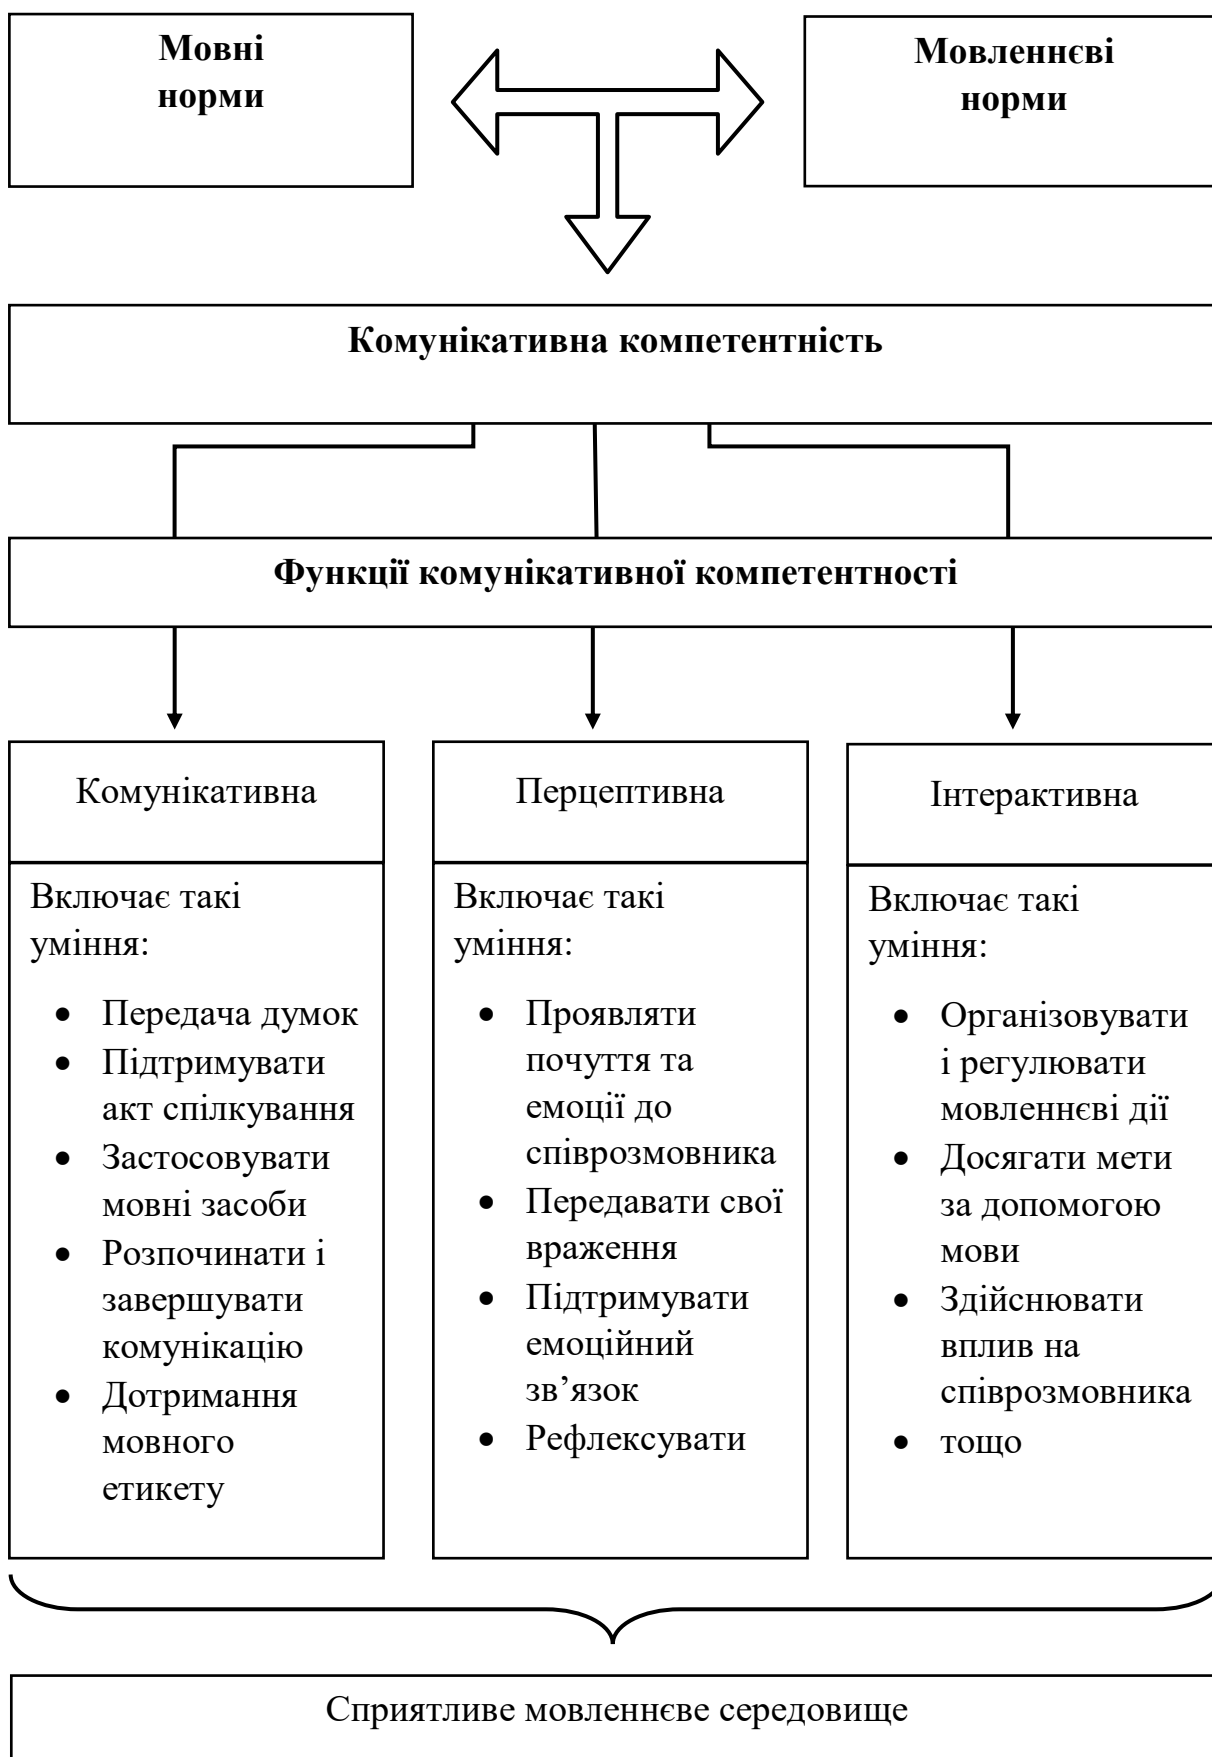 Мовні
норми
Мовленнєві
норми
Комунікативна компетентність
Функції комунікативної компетентності
Комунікативна
Включає такі
уміння:
• Передача думок
• Підтримувати
акт спілкування
• Застосовувати
мовні засоби
• Розпочинати і
завершувати
комунікацію
• Дотримання
мовного
етикету
Перцептивна
Включає такі
уміння:
• Проявляти
почуття та
емоції до
співрозмовника
• Передавати свої
враження
• Підтримувати
емоційний
зв’язок
• Рефлексувати
Інтерактивна
Включає такі
уміння:
• Організовувати
і регулювати
мовленнєві дії
• Досягати мети
за допомогою
мови
• Здійснювати
вплив на
співрозмовника
• тощо
Сприятливе мовленнєве середовище